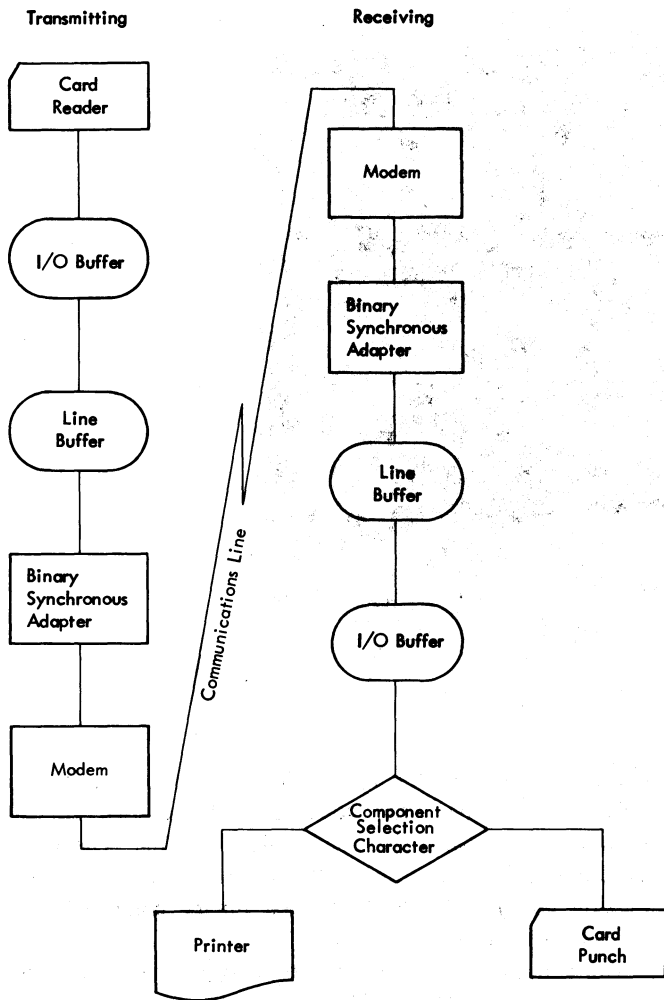 Transmitting
Card
Reader
I/O Buffer
Line
Buffer
Binary
Synchronous
Adapter
Modem
Communications Line
Receiving
Modem
Binary
Synchronous
Adapter
Line
Buffer
I/O Buffer
Component
Selection
Character
Printer
Card
Punch